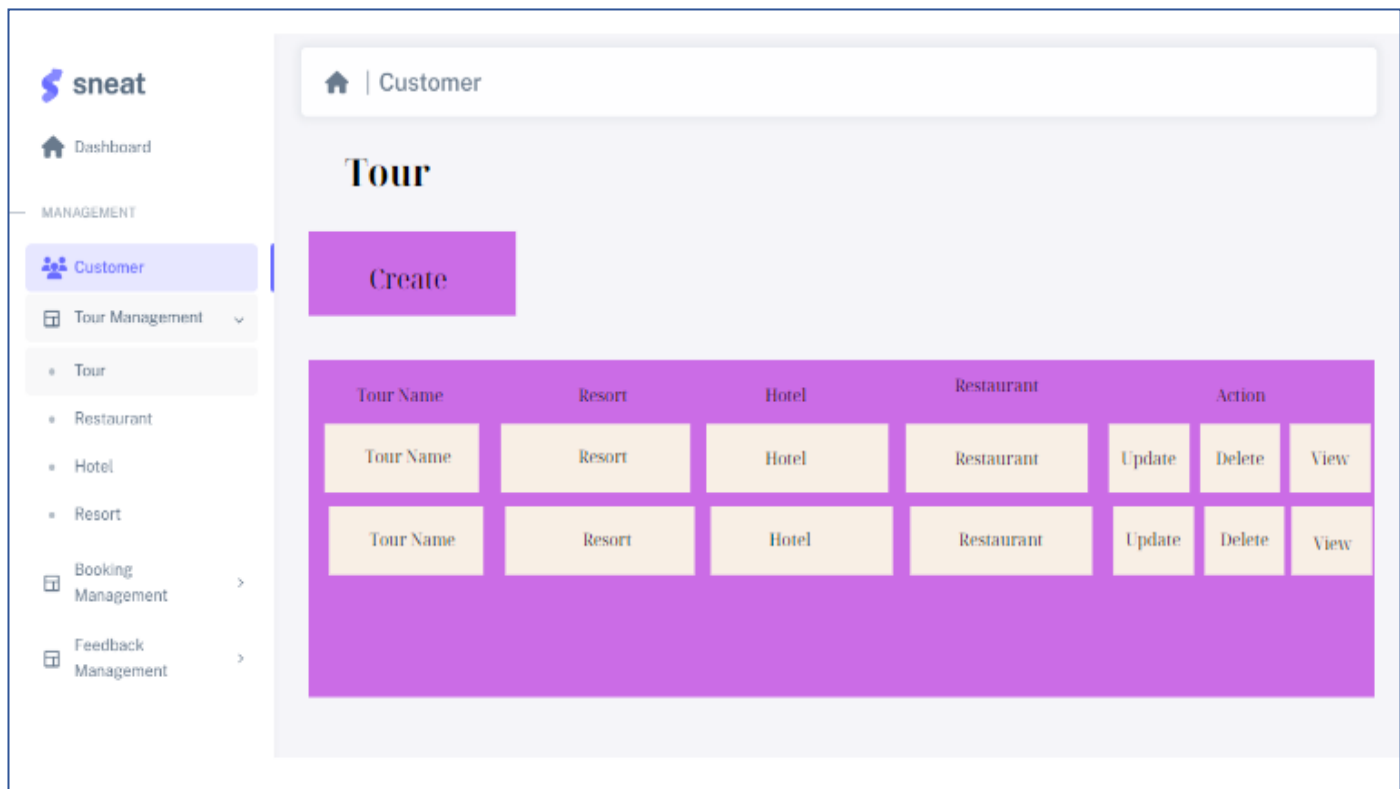 sneat
Dashboard
MANAGEMENT
Customer
Tour Management
Tour
Restaurant
Hotel
Resort
Booking
Management
Feedback
Management
| Customer
Tour
Create
Tour Name Resort Hotel Restaurant Action
Tour Name Resort Hotel Restaurant Update Delete View
Tour Name Resort Hotel Restaurant Update Delete View